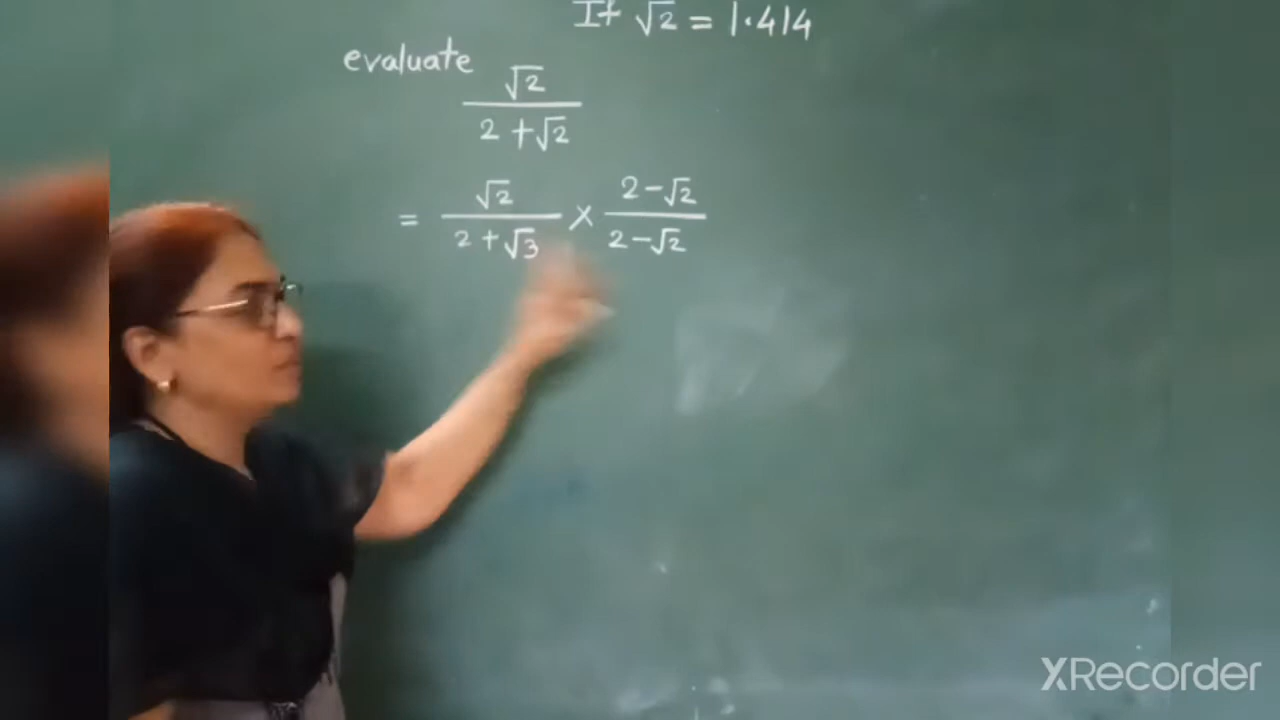 If √2 = 1.414
evaluate √2 / 2 + √2
= √2 / 2 + √3 × 2 - √2 / 2 - √2
XRecorder